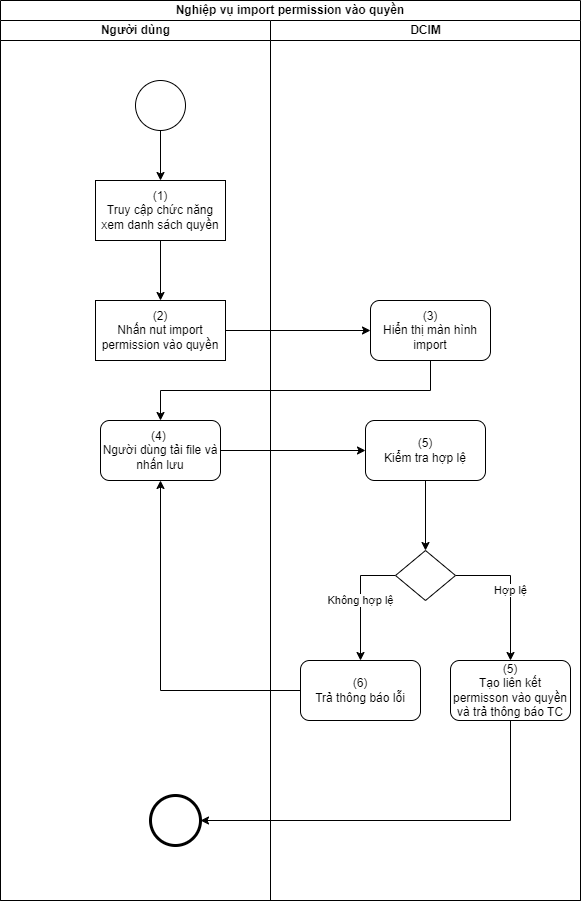 Nghiệp vụ import permission vào quyền
Người dùng
DCIM
(1)
Truy cập chức năng
xem danh sách quyền
(2)
Nhấn nut import
permission vào quyền
(3)
Hiển thị màn hình
import
(4)
Người dùng tải file và
nhấn lưu
(5)
Kiểm tra hợp lệ
Không hợp lệ
Hợp lệ
(6)
Trả thông báo lỗi
(5)
Tạo liên kết
permisson vào quyền
và trả thông báo TC